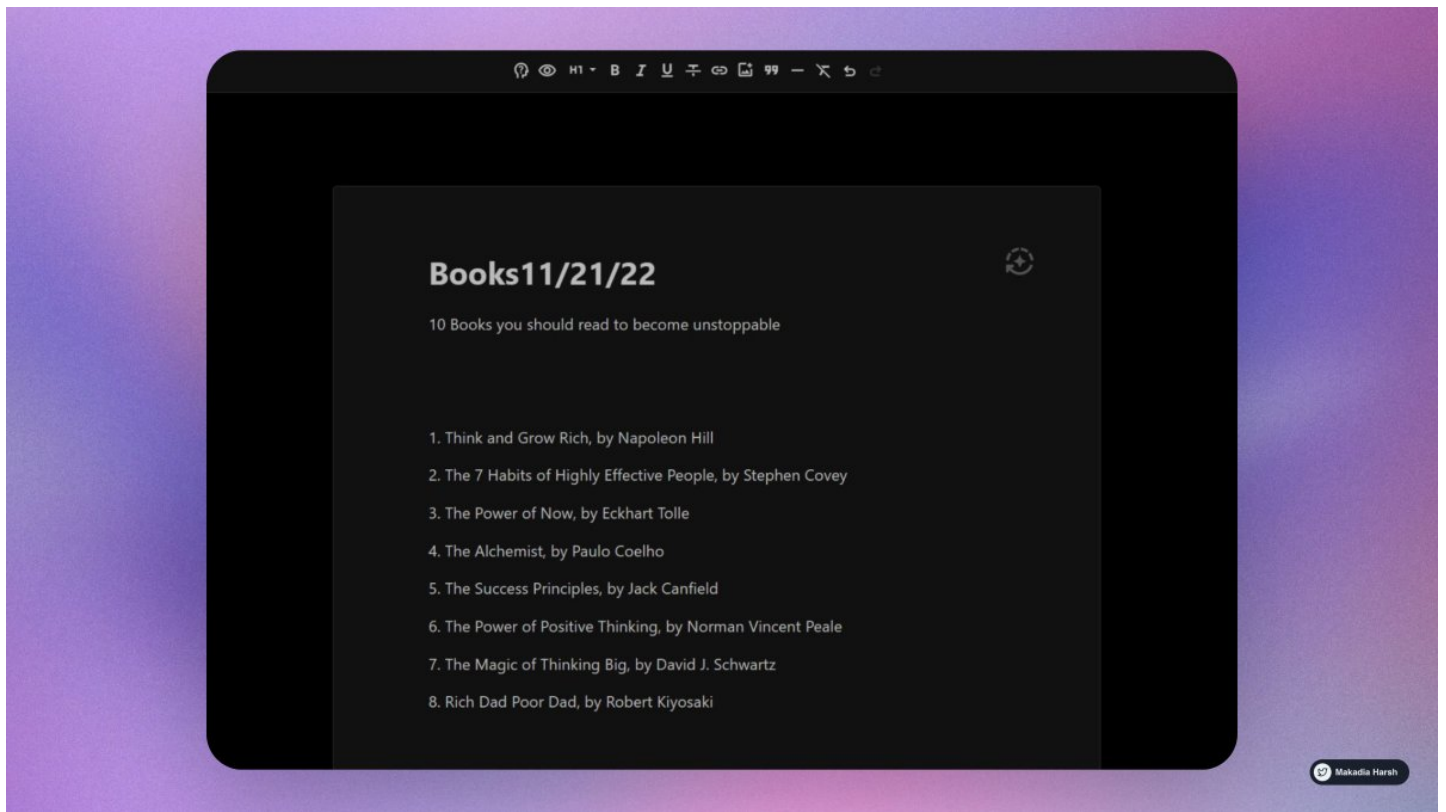 H1 B I U T 99
Books11/21/22
10 Books you should read to become unstoppable
1. Think and Grow Rich, by Napoleon Hill
2. The 7 Habits of Highly Effective People, by Stephen Covey
3. The Power of Now, by Eckhart Tolle
4. The Alchemist, by Paulo Coelho
5. The Success Principles, by Jack Canfield
6. The Power of Positive Thinking, by Norman Vincent Peale
7. The Magic of Thinking Big, by David J. Schwartz
8. Rich Dad Poor Dad, by Robert Kiyosaki
Makadia Harsh